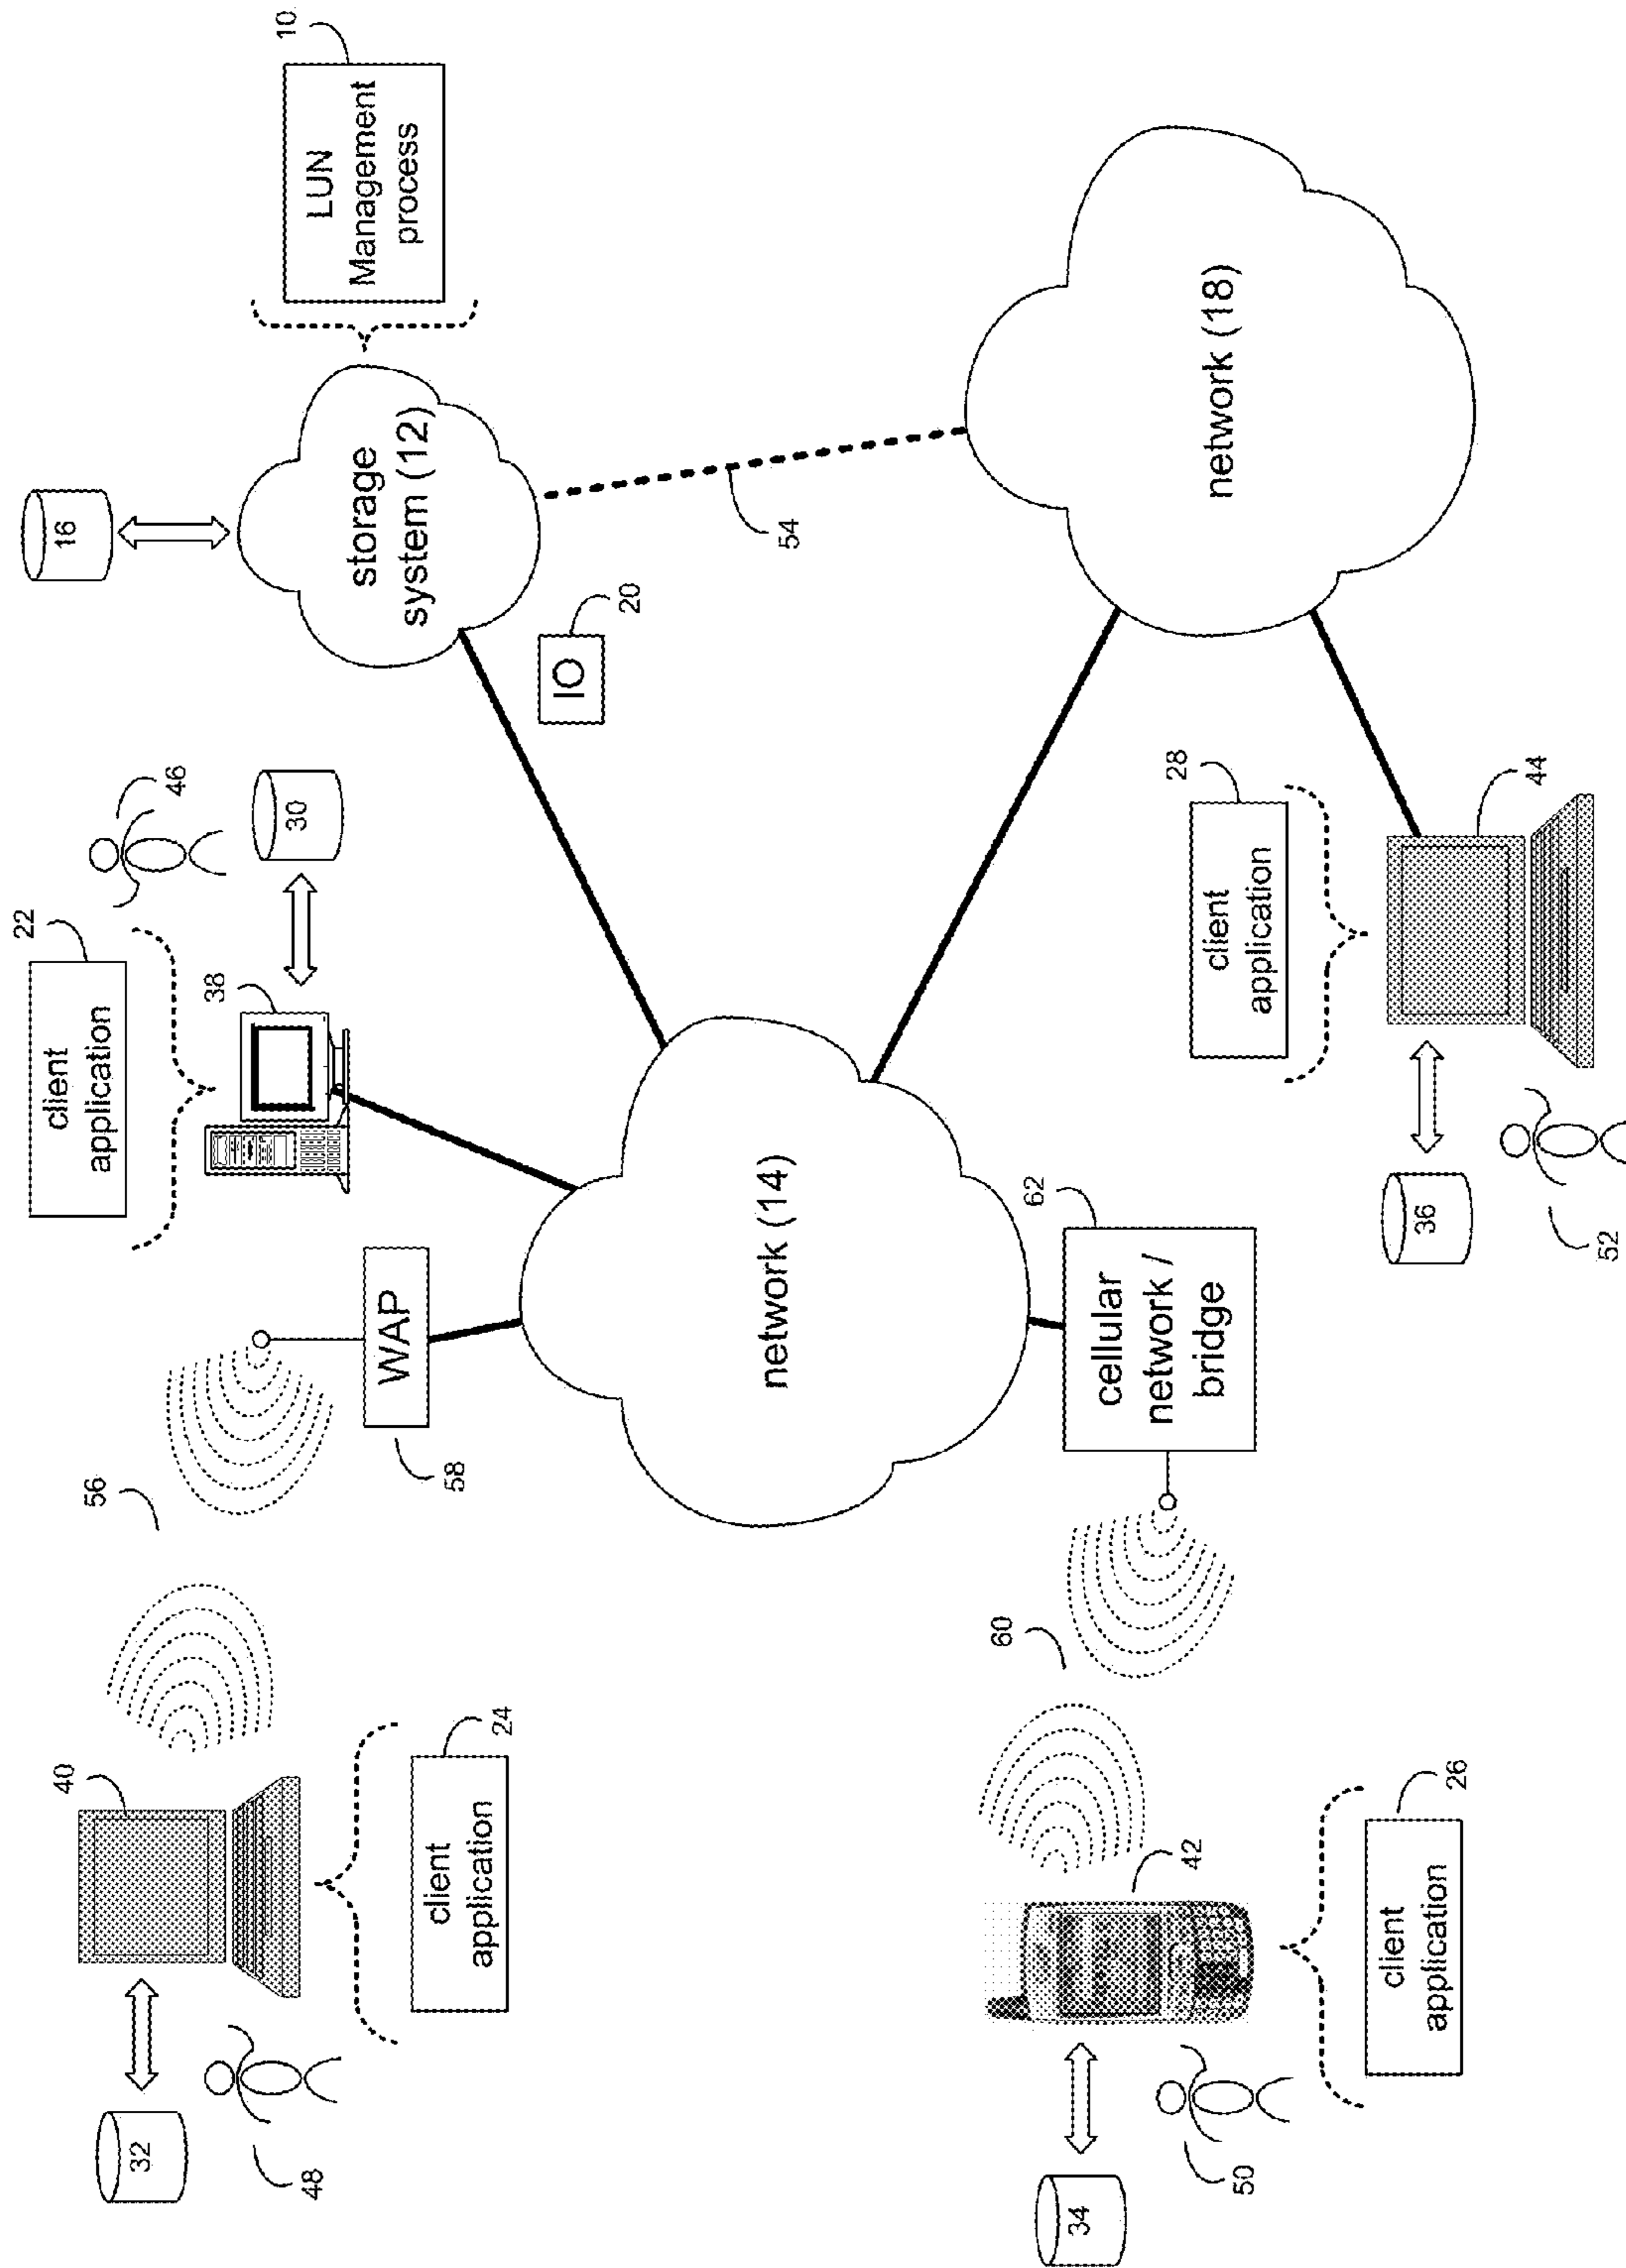 40
56
22
client
application
46
16
10
32
48
38
30
LUN
Management
process
24
client
application
58
WAP
storage
system (12)
IO
20
network (14)
54
34
42
60
62
cellular
network /
bridge
28
client
application
network (18)
50
26
client
application
36
52
44